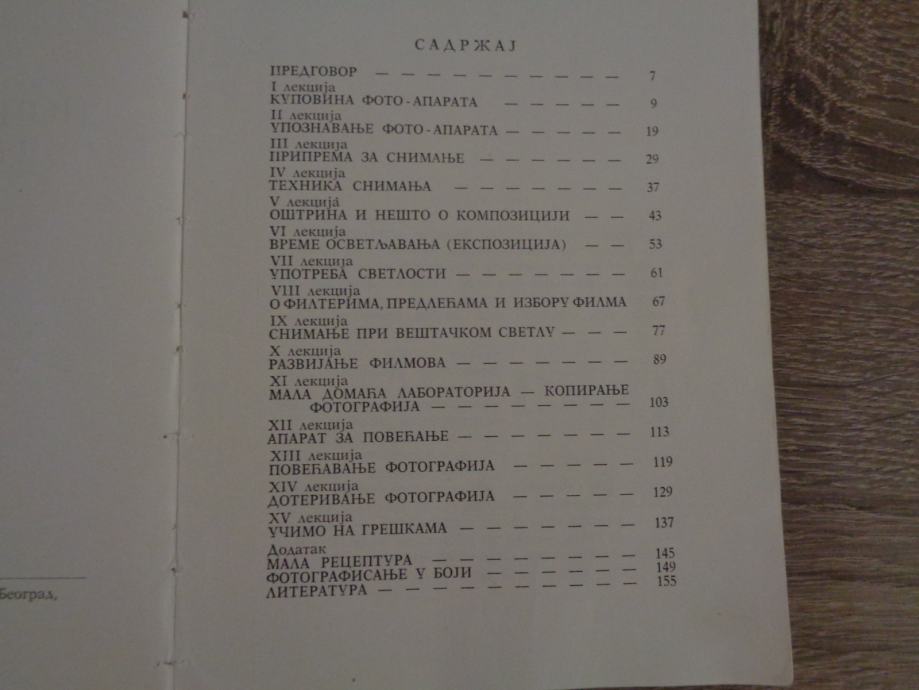 САДРЖАЈ
ПРЕДГОВОР — — — — — — — — — — 7
I лекција
КУПОВИНА ФОТО - АПАРАТА — — — — — 9
II лекција
УПОЗНАВАЊЕ ФОТО - АПАРАТА — — — — — 19
III лекција
ПРИПРЕМА ЗА СНИМАЊЕ — — — — — — 29
IV лекција
ТЕХНИКА СНИМАЊА — — — — — — — 37
V лекција
ОШТРИНА И НЕШТО О КОМПОЗИЦИЈИ — — 43
VI лекција
ВРЕМЕ ОСВЕТЉАВАЊА (ЕКСПОЗИЦИЈА) — — 53
VII лекција
УПОТРЕБА СВЕТЛОСТИ — — — — — — — 61
VIII лекција
О ФИЛТЕРИМА, ПРЕДЛЕЋАМА И ИЗБОРУ ФИЛМА 67
IX лекција
СНИМАЊЕ ПРИ ВЕШТАЧКОМ СВЕТЛУ — — — 77
X лекција
РАЗВИЈАЊЕ ФИЛМОВА — — — — — — — 89
XI лекција
МАЛА ДОМАЋА ЛАБОРАТОРИЈА — КОПИРАЊЕ
ФОТОГРАФИЈА — — — — — — — — 103
XII лекција
АПАРАТ ЗА ПОВЕЋАЊЕ — — — — — — — 113
XIII лекција
ПОВЕЋАВАЊЕ ФОТОГРАФИЈА — — — — — 119
XIV лекција
ДОТЕРИВАЊЕ ФОТОГРАФИЈА — — — — — 129
XV лекција
УЧИМО НА ГРЕШКАМА — — — — — — — 137
Додатак
МАЛА РЕЦЕПТУРА — — — — — — — — 145
ФОТОГРАФИСАЊЕ У БОЈИ — — — — — — 149
ЛИТЕРАТУРА — — — — — — — — — — 155
Београд,